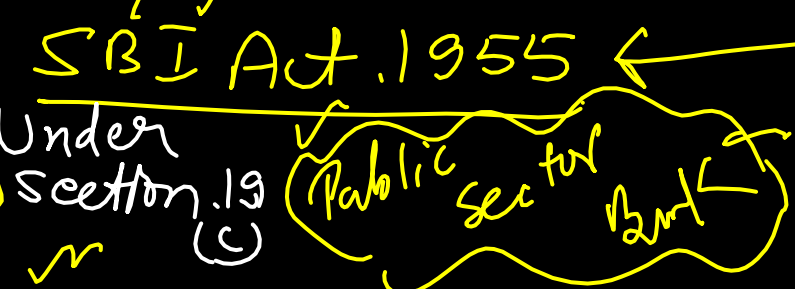 SBI Act.1955
Under
Section.19
(c)
Public
sector
Bank